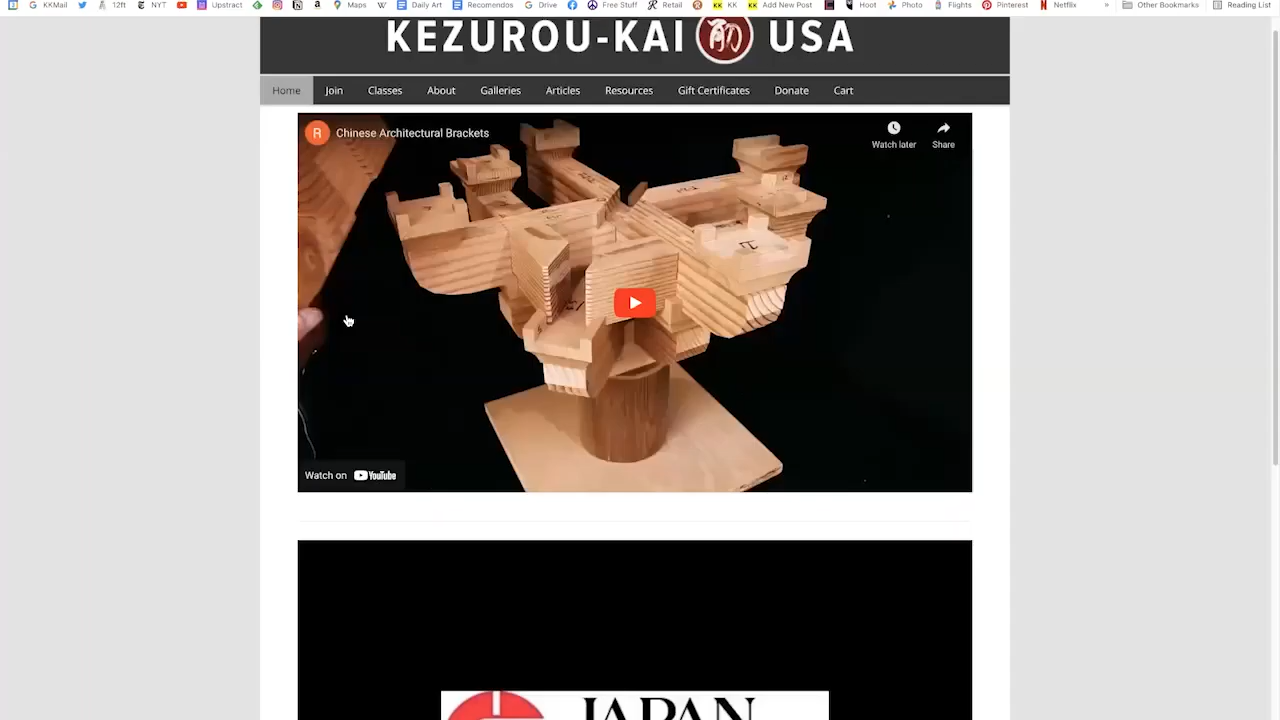 KKMail 12ft NYT Upstract Maps Daily Art Recomendos Drive Free Stuff Retail KK Add New Post Hoot Photo Flights Pinterest Netflix » Other Bookmarks Reading List
KEZUROU-KAI USA
Home Join Classes About Galleries Articles Resources Gift Certificates Donate Cart
R Chinese Architectural Brackets
Watch later Share
Watch on YouTube
JAPAN